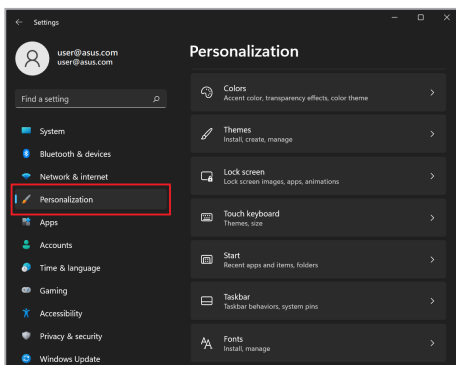 Settings
user@asus.com
user@asus.com
Find a setting
System
Bluetooth & devices
Network & internet
Personalization
Apps
Accounts
Time & language
Gaming
Accessibility
Privacy & security
Windows Update
Personalization
Colors
Accent color, transparency effects, color theme
Themes
Install, create, manage
Lock screen
Lock screen images, apps, animations
Touch keyboard
Themes, size
Start
Recent apps and items, folders
Taskbar
Taskbar behaviors, system pins
Fonts
Install, manage